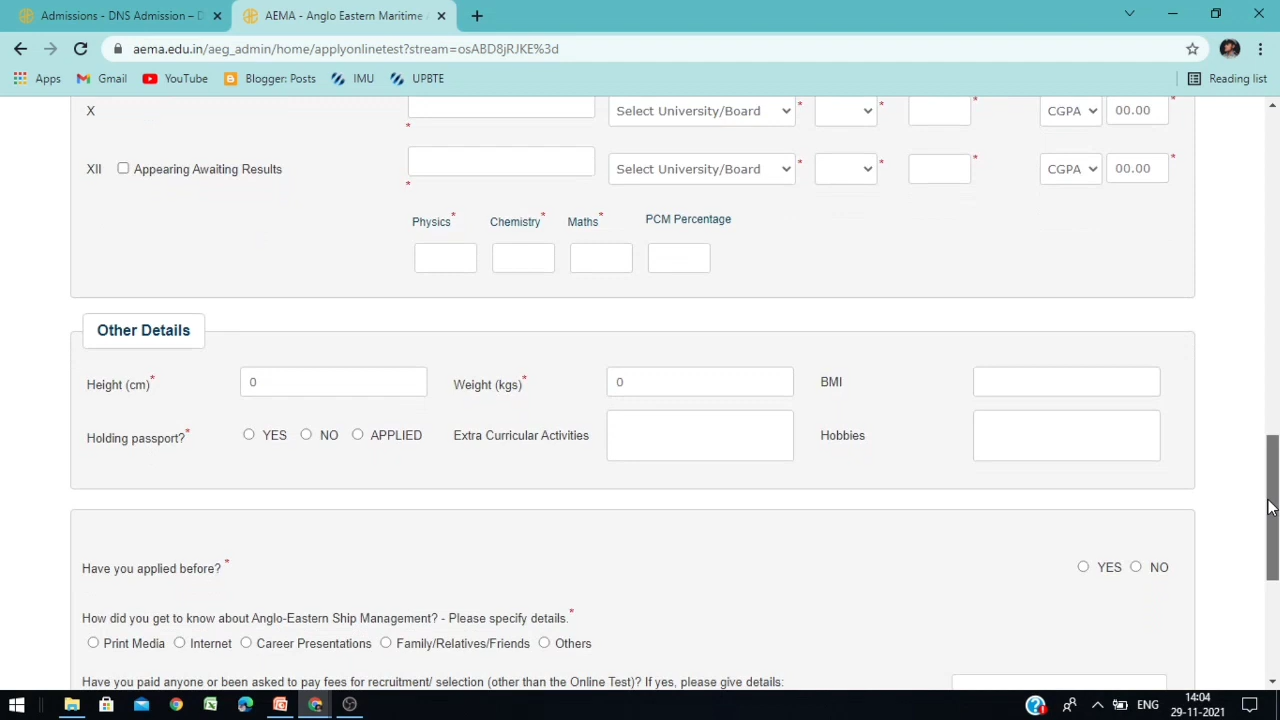 Admissions - DNS Admission – D
AEMA - Anglo Eastern Maritime
aema.edu.in/aeg_admin/home/applyonlinetest?stream=osABD8jRJKE%3d
Apps Gmail YouTube Blogger: Posts IMU UPBTE Reading list
X * Select University/Board * * * CGPA 00.00 *
XII Appearing Awaiting Results * Select University/Board * * * CGPA 00.00 *
Physics* Chemistry* Maths* PCM Percentage
Other Details
Height (cm)* 0 Weight (kgs)* 0 BMI
Holding passport?* YES NO APPLIED Extra Curricular Activities Hobbies
Have you applied before? * YES NO
How did you get to know about Anglo-Eastern Ship Management? - Please specify details.*
Print Media Internet Career Presentations Family/Relatives/Friends Others
Have you paid anyone or been asked to pay fees for recruitment/ selection (other than the Online Test)? If yes, please give details:
ENG 14:04
29-11-2021